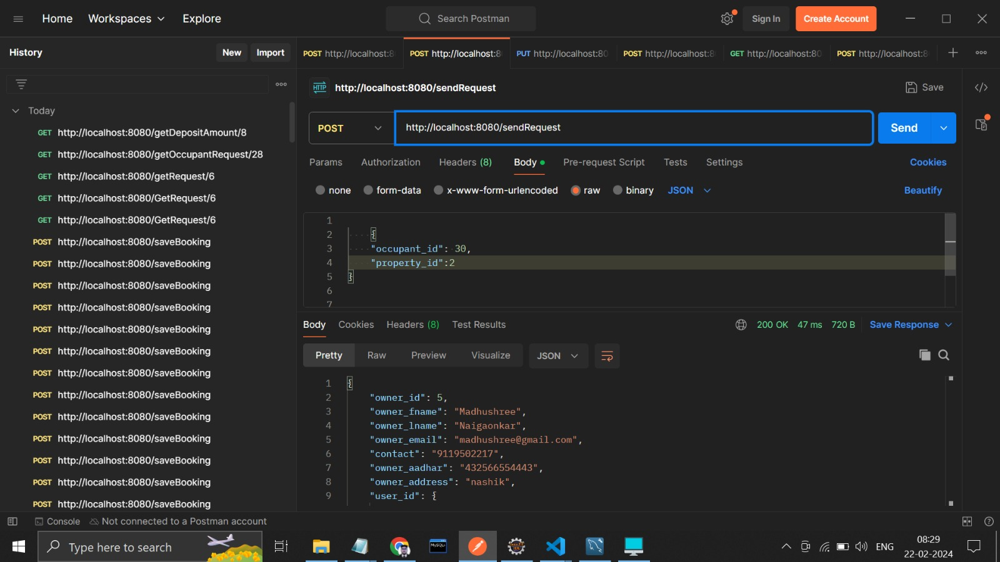 Home Workspaces Explore Search Postman Sign In Create Account
History New Import
POST http://localhost:8 POST http://localhost:8 PUT http://localhost:80 POST http://localhost:8 GET http://localhost:80 POST http://localhost:8
HTTP http://localhost:8080/sendRequest Save
Today
GET http://localhost:8080/getDepositAmount/8
GET http://localhost:8080/getOccupantRequest/28
GET http://localhost:8080/getRequest/6
GET http://localhost:8080/GetRequest/6
GET http://localhost:8080/GetRequest/6
POST http://localhost:8080/saveBooking
POST http://localhost:8080/saveBooking
POST http://localhost:8080/saveBooking
POST http://localhost:8080/saveBooking
POST http://localhost:8080/saveBooking
POST http://localhost:8080/saveBooking
POST http://localhost:8080/saveBooking
POST http://localhost:8080/saveBooking
POST http://localhost:8080/saveBooking
POST http://localhost:8080/saveBooking
POST http://localhost:8080/saveBooking
POST http://localhost:8080/saveBooking
POST http://localhost:8080/saveBooking
POST http://localhost:8080/sendRequest Send
Params Authorization Headers (8) Body Pre-request Script Tests Settings Cookies
none form-data x-www-form-urlencoded raw binary JSON Beautify
1
2 {
3 "occupant_id": 30,
4 "property_id":2
5 }
6
7
Body Cookies Headers (8) Test Results 200 OK 47 ms 720 B Save Response
Pretty Raw Preview Visualize JSON
1 {
2 "owner_id": 5,
3 "owner_fname": "Madhushree",
4 "owner_lname": "Naigaonkar",
5 "owner_email": "madhushree@gmail.com",
6 "contact": "9119502217",
7 "owner_aadhar": "432566554443",
8 "owner_address": "nashik",
9 "user_id": {
Console Not connected to a Postman account
Type here to search MySQL ENG 08:29
22-02-2024